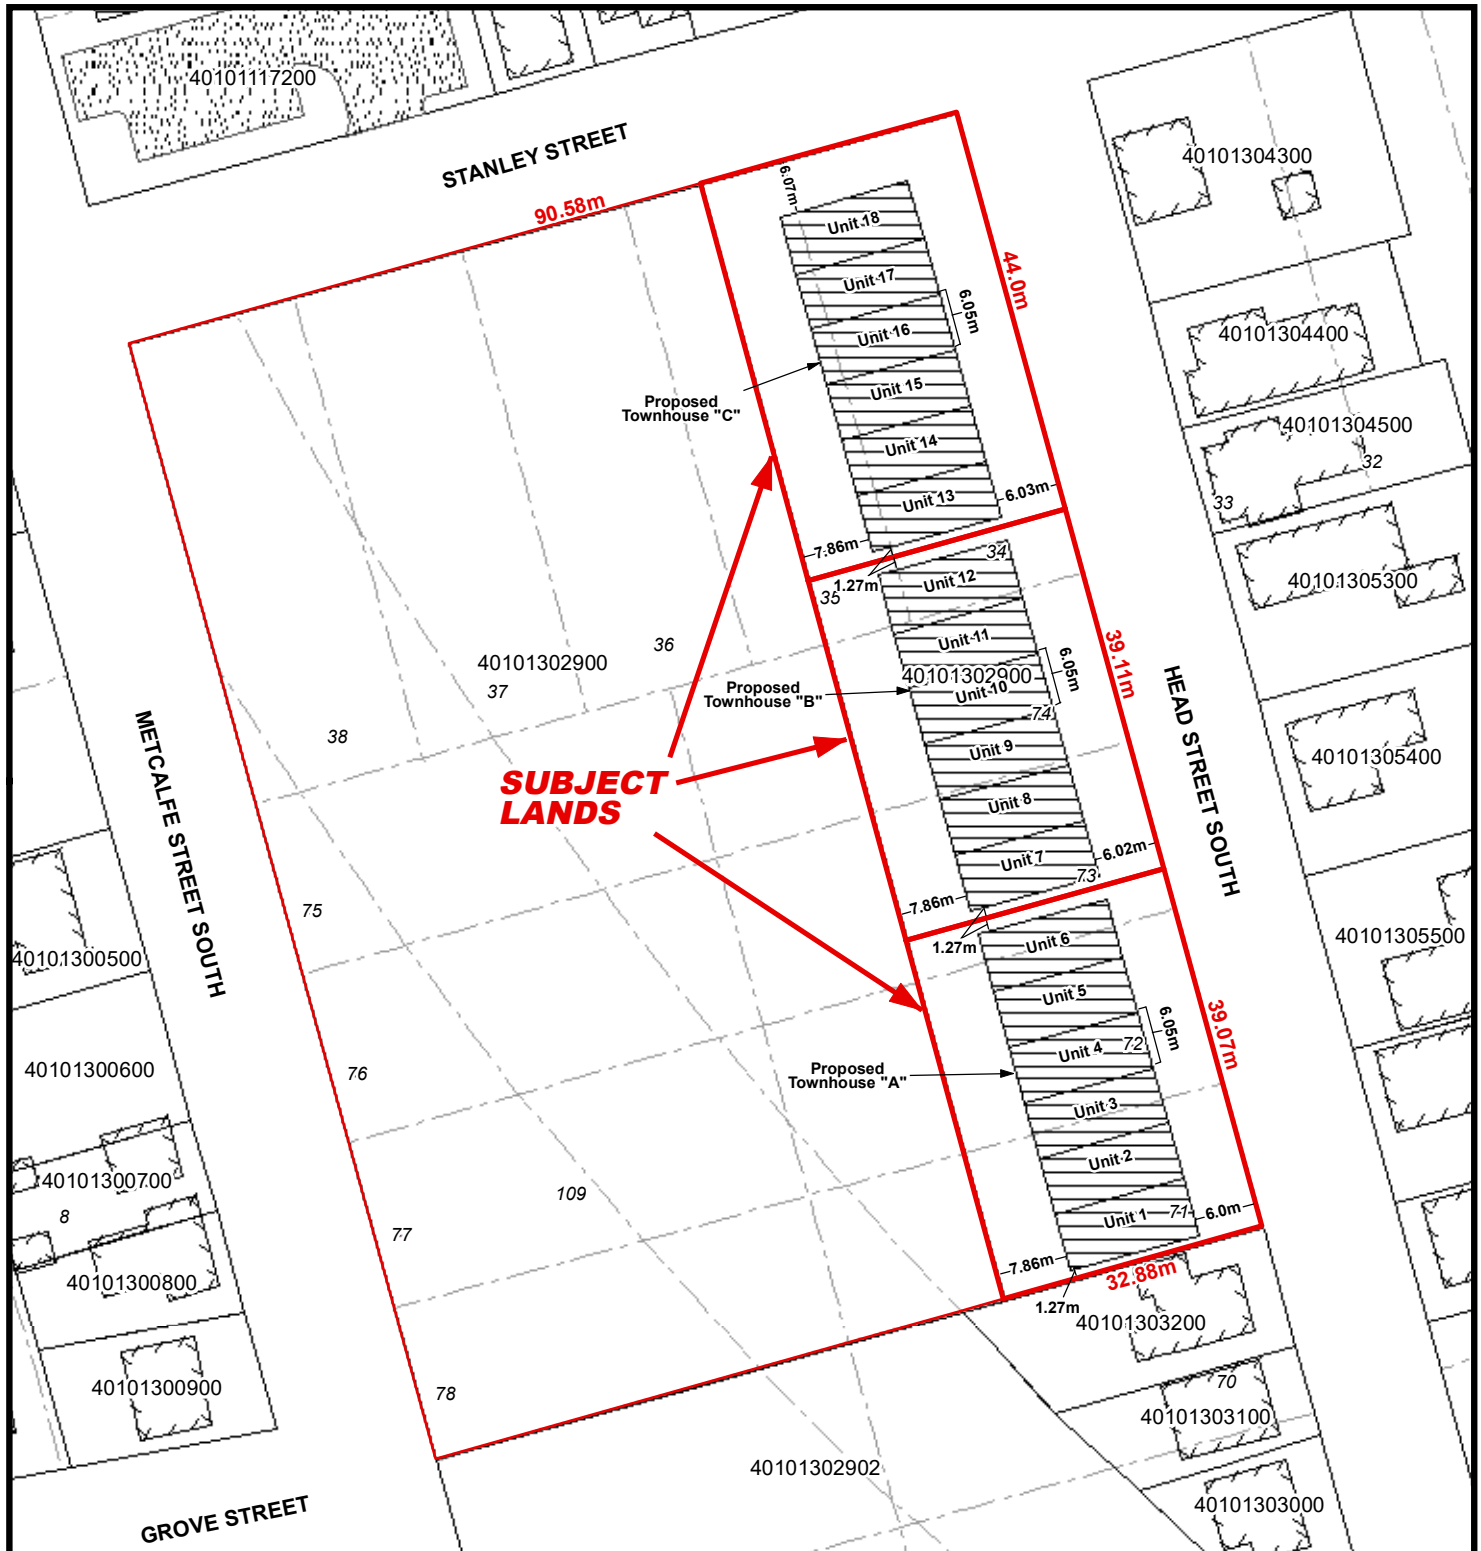 40101117200
STANLEY STREET
90.58m
40101304300
6.07m
Unit 18
Unit 17
44.0m
6.05m
Unit 16
40101304400
Unit 15
Proposed
Townhouse "C"
40101304500
32
Unit 14
33
Unit 13
6.03m
7.86m
34
1.27m
Unit 12
35
40101305300
36
Unit 11
39.11m
40101302900
40101302900
6.05m
37
Proposed
Townhouse "B"
Unit 10
74
HEAD STREET SOUTH
38
Unit 9
40101305400
METCALFE STREET SOUTH
SUBJECT
LANDS
Unit 8
Unit 7
6.02m
73
7.86m
75
1.27m
Unit 6
40101305500
40101300500
Unit 5
6.05m
39.07m
72
Unit 4
40101300600
76
Proposed
Townhouse "A"
Unit 3
Unit 2
40101300700
109
8
71
6.0m
Unit 1
77
7.86m
32.88m
40101300800
1.27m
40101303200
40101300900
78
70
40101303100
40101302902
40101303000
GROVE STREET